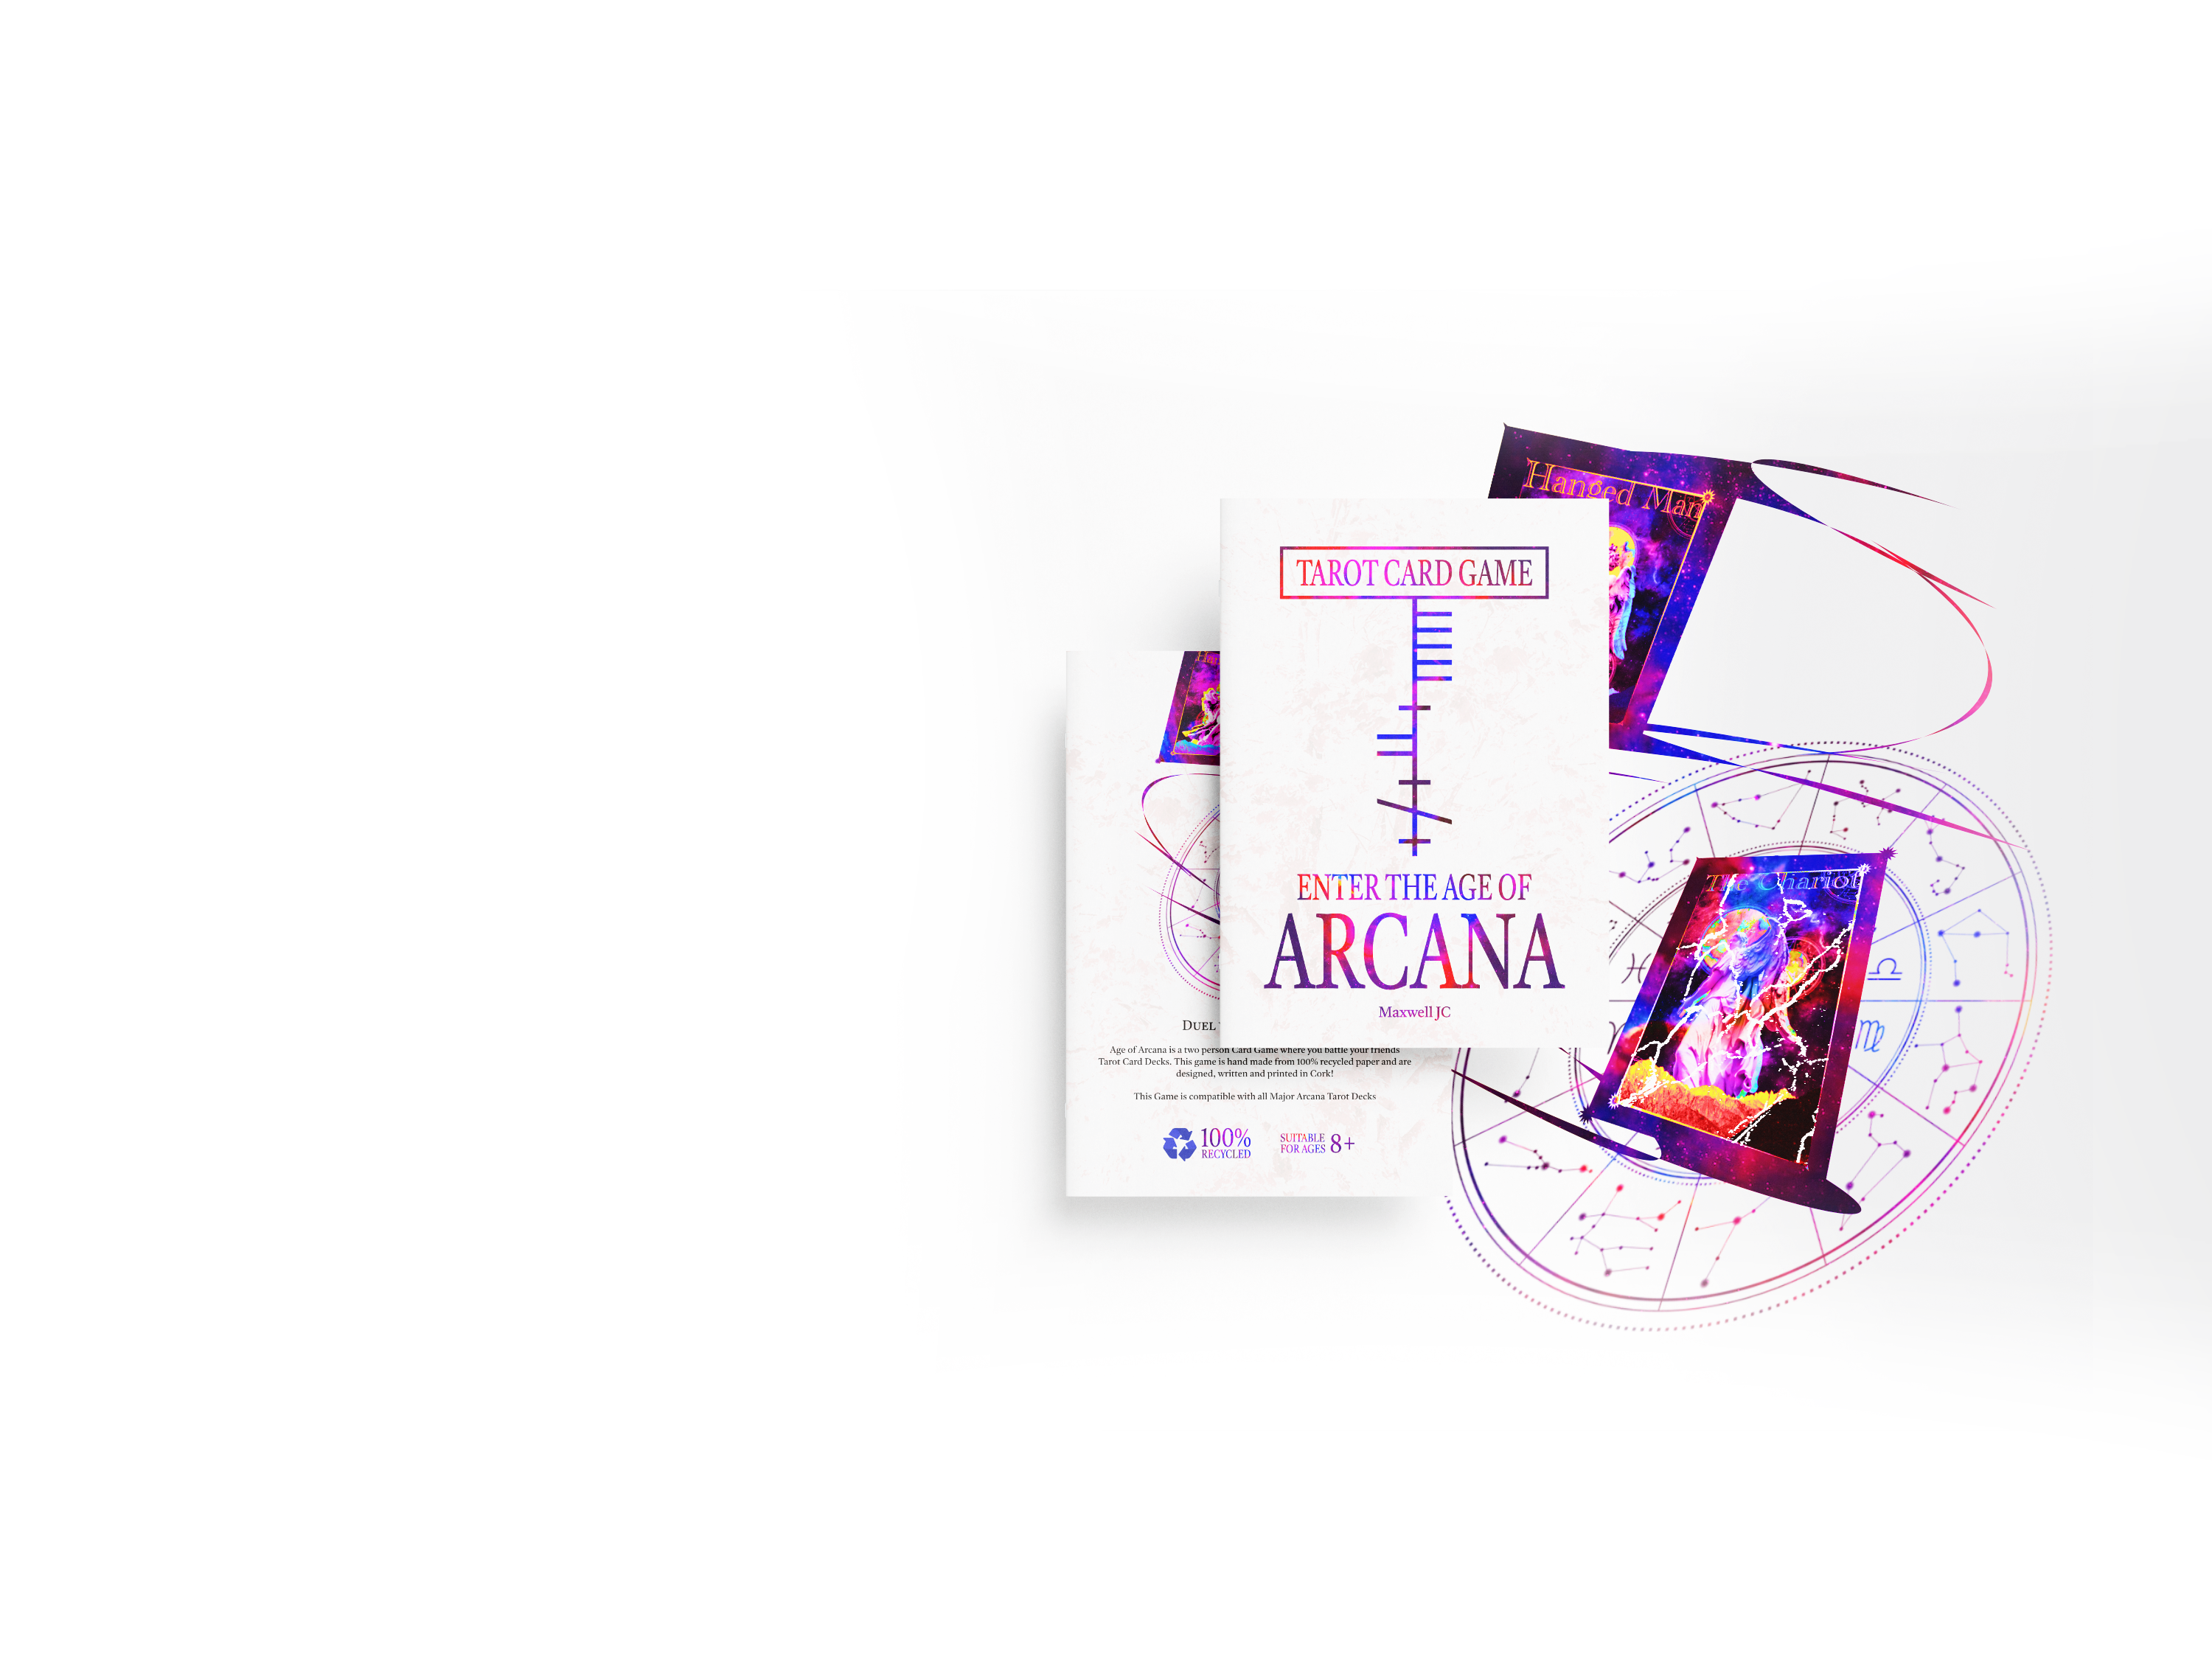 Hanged Man
TAROT CARD GAME
ENTER THE AGE OF
ARCANA
Maxwell JC
The Chariot
DUEL
Age of Arcana is a two person Card Game where you battle your friends
Tarot Card Decks. This game is hand made from 100% recycled paper and are
designed, written and printed in Cork!
This Game is compatible with all Major Arcana Tarot Decks
100%
RECYCLED
SUITABLE
FOR AGES 8+